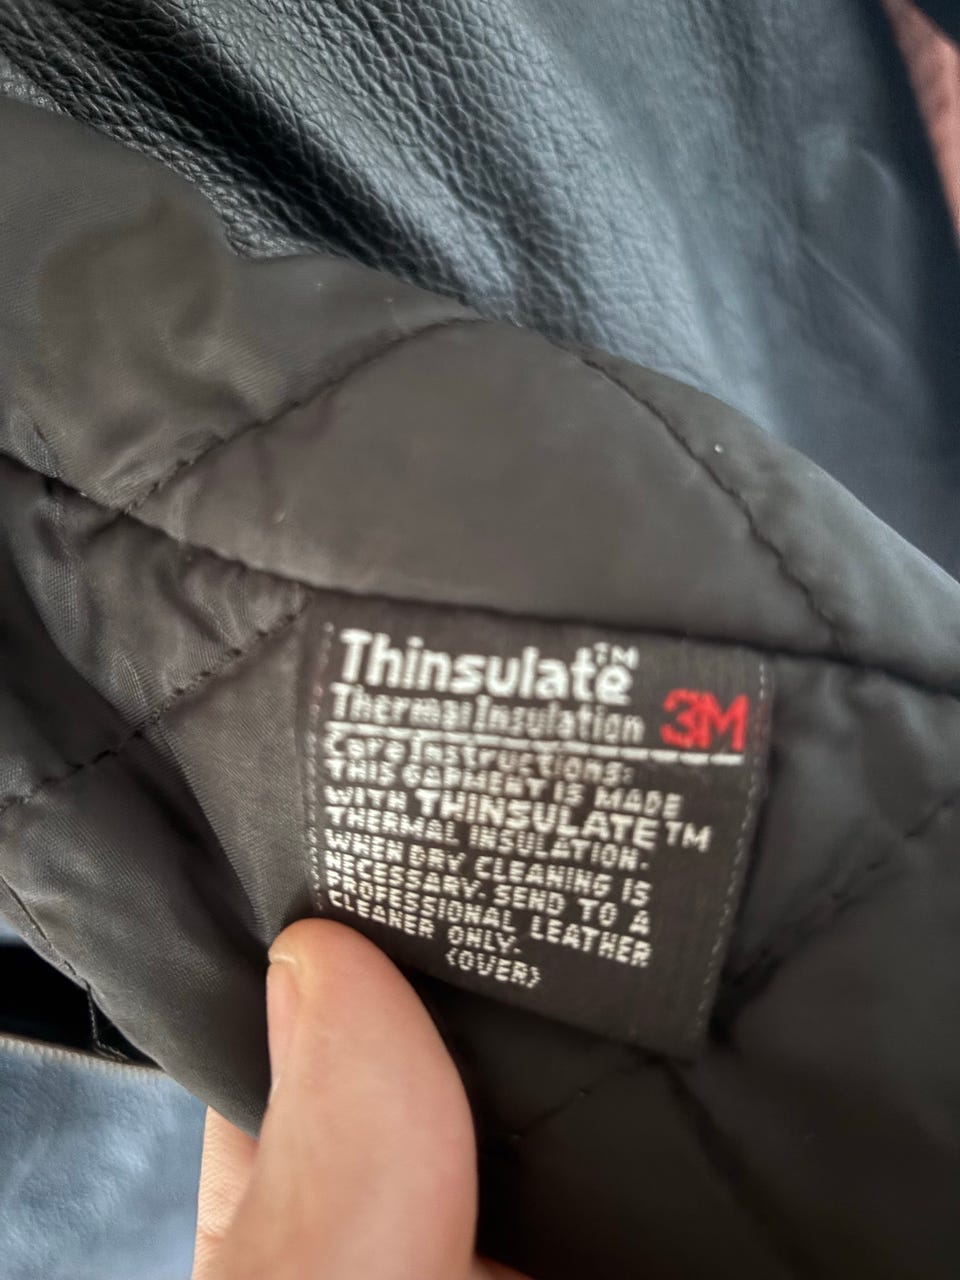 Thinsulate™
Thermal Insulation 3M
Care Instructions:
THIS GARMENT IS MADE
WITH THINSULATE™
THERMAL INSULATION.
WHEN DRY CLEANING IS
NECESSARY. SEND TO A
PROFESSIONAL LEATHER
CLEANER ONLY.
(OVER)